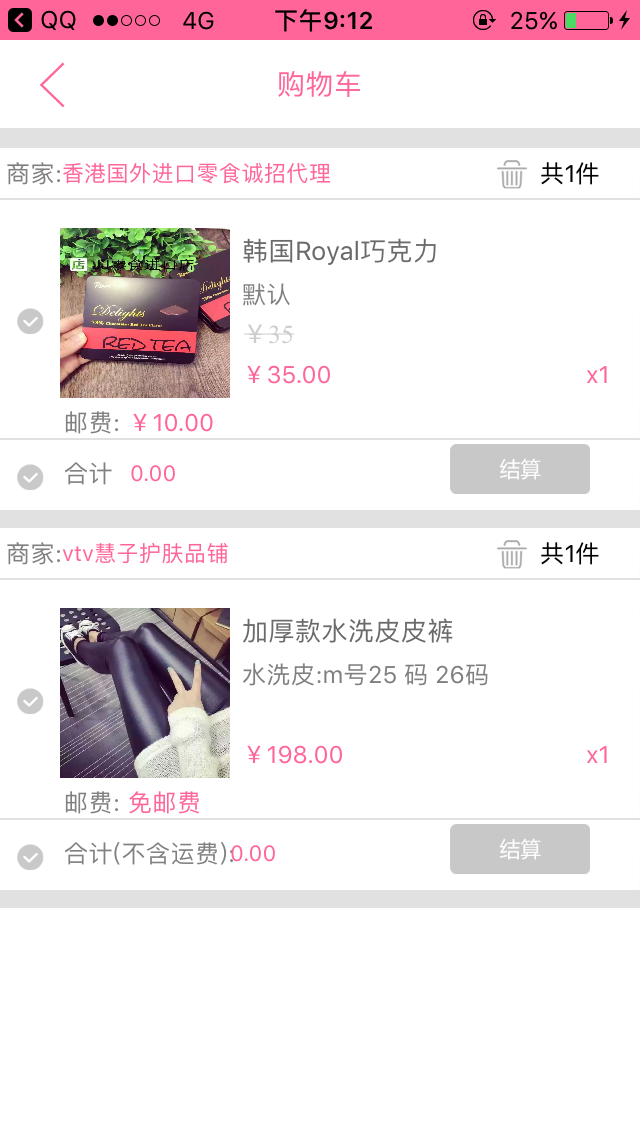 QQ 4G 下午9:12 25%
购物车
商家:香港国外进口零食诚招代理 共1件
店
Delights
RED TEA
韩国Royal巧克力
默认
￥35
￥35.00 x1
邮费: ￥10.00
合计 0.00 结算
商家:vtv慧子护肤品铺 共1件
加厚款水洗皮皮裤
水洗皮:m号25 码 26码
￥198.00 x1
邮费: 免邮费
合计(不含运费):0.00 结算